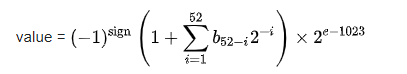 value = (−1)^sign (1 + ∑_{i=1}^{52} b_{52−i} 2^{−i}) × 2^{e−1023}